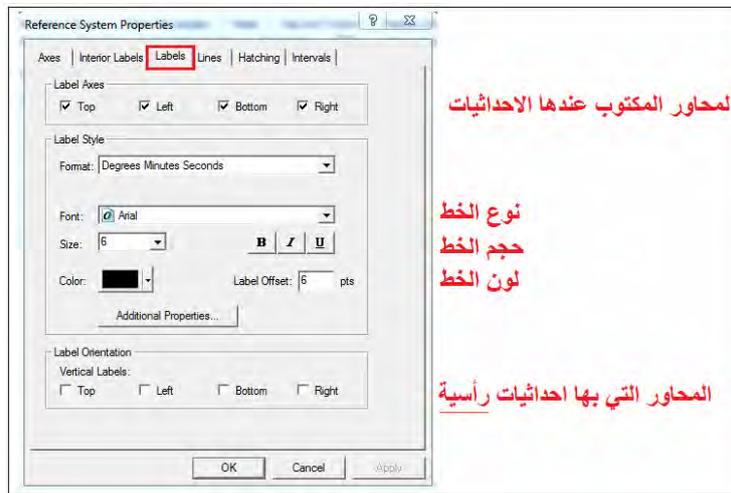 Reference System Properties
Axes Interior Labels Labels Lines Hatching Intervals
Label Axes
Top Left Bottom Right
لمحاور المكتوب عندها الاحداثيات
Label Style
Format: Degrees Minutes Seconds
Font: Arial
نوع الخط
Size: 6 B I U
حجم الخط
Color: Label Offset: 6 pts
لون الخط
Additional Properties...
Label Orientation
Vertical Labels:
Top Left Bottom Right
المحاور التي بها احداثيات رأسية
OK Cancel Apply